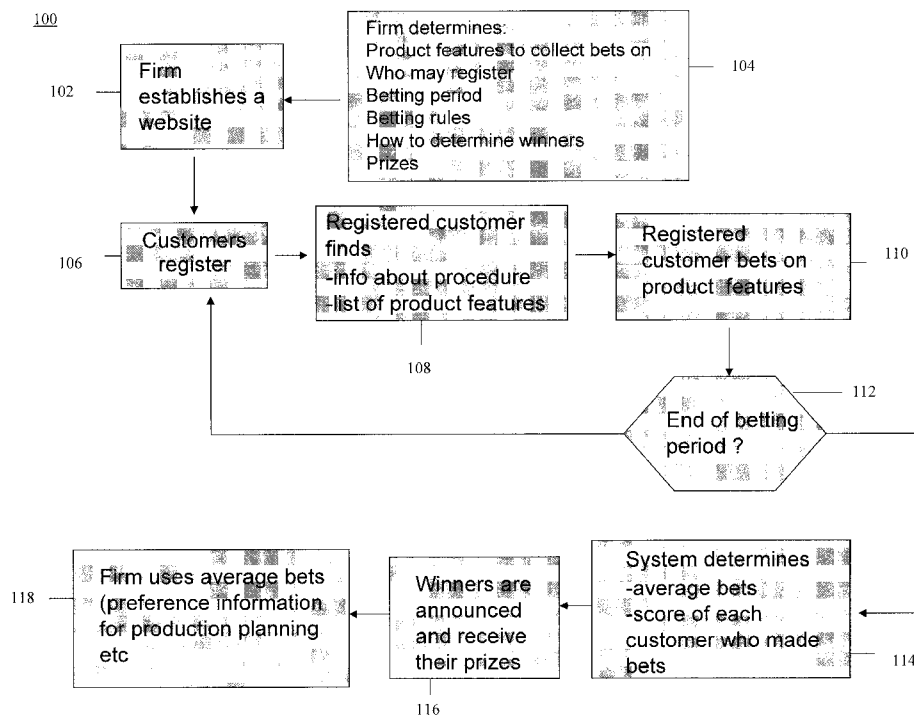 100
102
Firm
establishes a
website
Firm determines:
Product features to collect bets on
Who may register
Betting period
Betting rules
How to determine winners
Prizes
104
106
Customers
register
Registered customer
finds
-info about procedure
-list of product features
108
Registered
customer bets on
product features
110
112
End of betting
period ?
118
Firm uses average bets
(preference information
for production planning
etc
Winners are
announced
and receive
their prizes
116
System determines
-average bets
-score of each
customer who made
bets
114